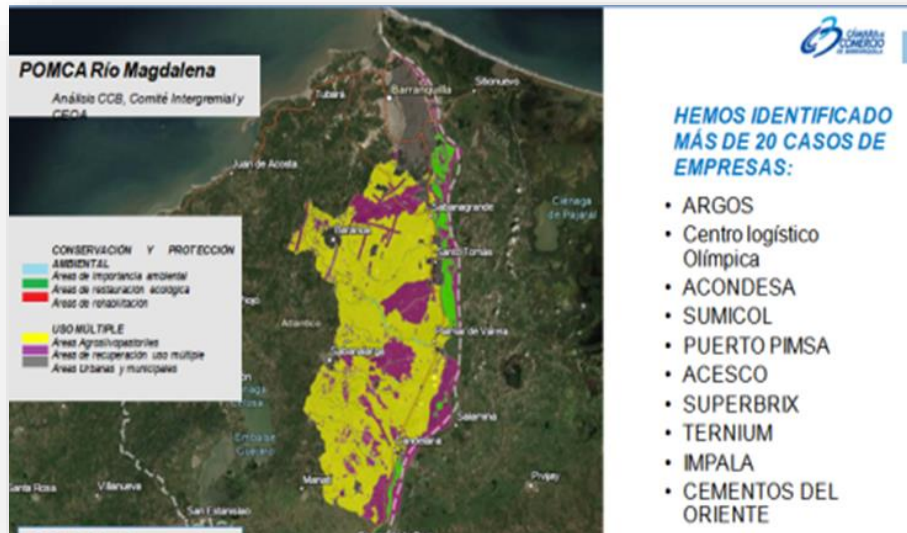 POMCA Río Magdalena
Análisis CCB, Comité Intergremial y
CEOA
CONSERVACIÓN Y PROTECCIÓN
AMBIENTAL
Áreas de importancia ambiental
Áreas de restauración ecológica
Áreas de rehabilitación
USO MÚLTIPLE
Áreas Agrosilvopastoriles
Áreas de recuperación uso múltiple
Áreas Urbanas y municipales
Tubará
Barranquilla
Sitionuevo
Juan de Acosta
Ciénaga
de Pajaral
Sabanagrande
Baranoa
Santo Tomás
Piojó
Atlántico
Palmar de Varela
Sabanalarga
Embalse
Guájaro
Salamina
Candelaria
Manatí
Santa Rosa
Villanueva
San Estanislao
Pivijay
CÁMARA DE
COMERCIO
DE BARRANQUILLA
HEMOS IDENTIFICADO
MÁS DE 20 CASOS DE
EMPRESAS:
• ARGOS
• Centro logístico
Olímpica
• ACONDESA
• SUMICOL
• PUERTO PIMSA
• ACESCO
• SUPERBRIX
• TERNIUM
• IMPALA
• CEMENTOS DEL
ORIENTE